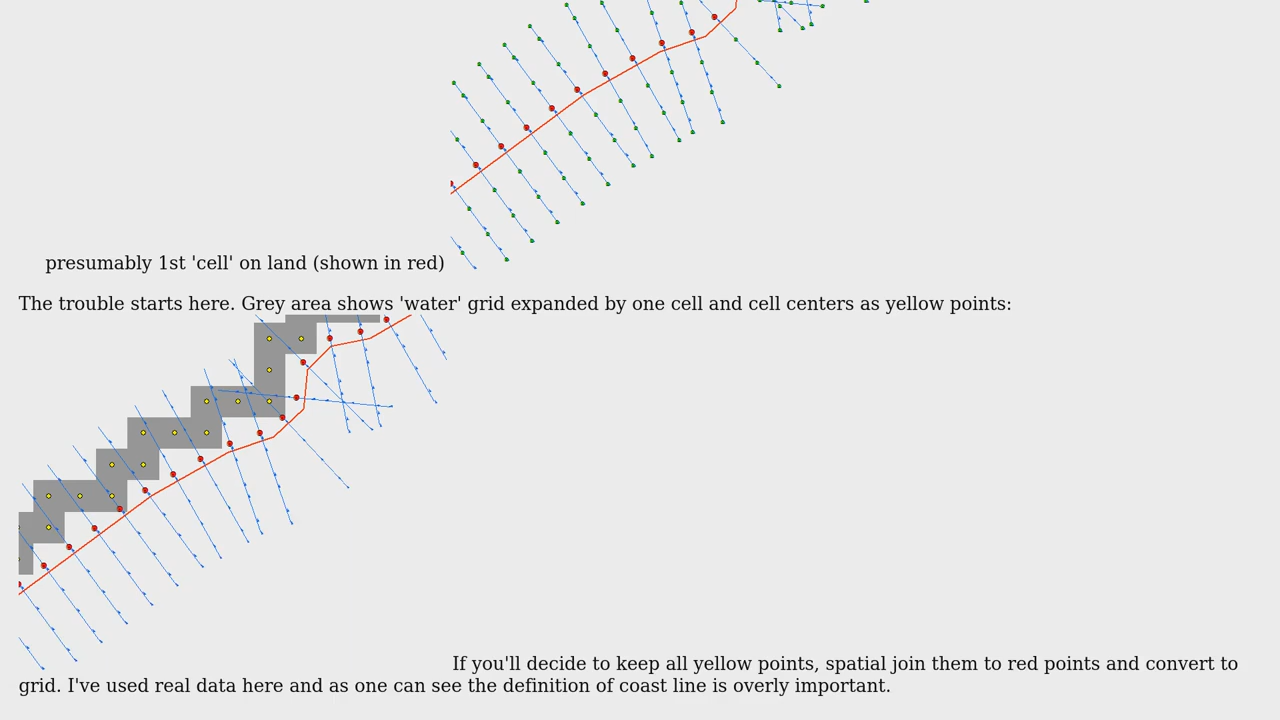 presumably 1st 'cell' on land (shown in red)
The trouble starts here. Grey area shows 'water' grid expanded by one cell and cell centers as yellow points:
If you'll decide to keep all yellow points, spatial join them to red points and convert to
grid. I've used real data here and as one can see the definition of coast line is overly important.